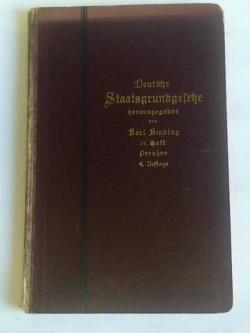 Deutsche
Staatsgrundgesetze
herausgegeben
von
Karl Binding
IV. Heft
Preußen
4. Auflage